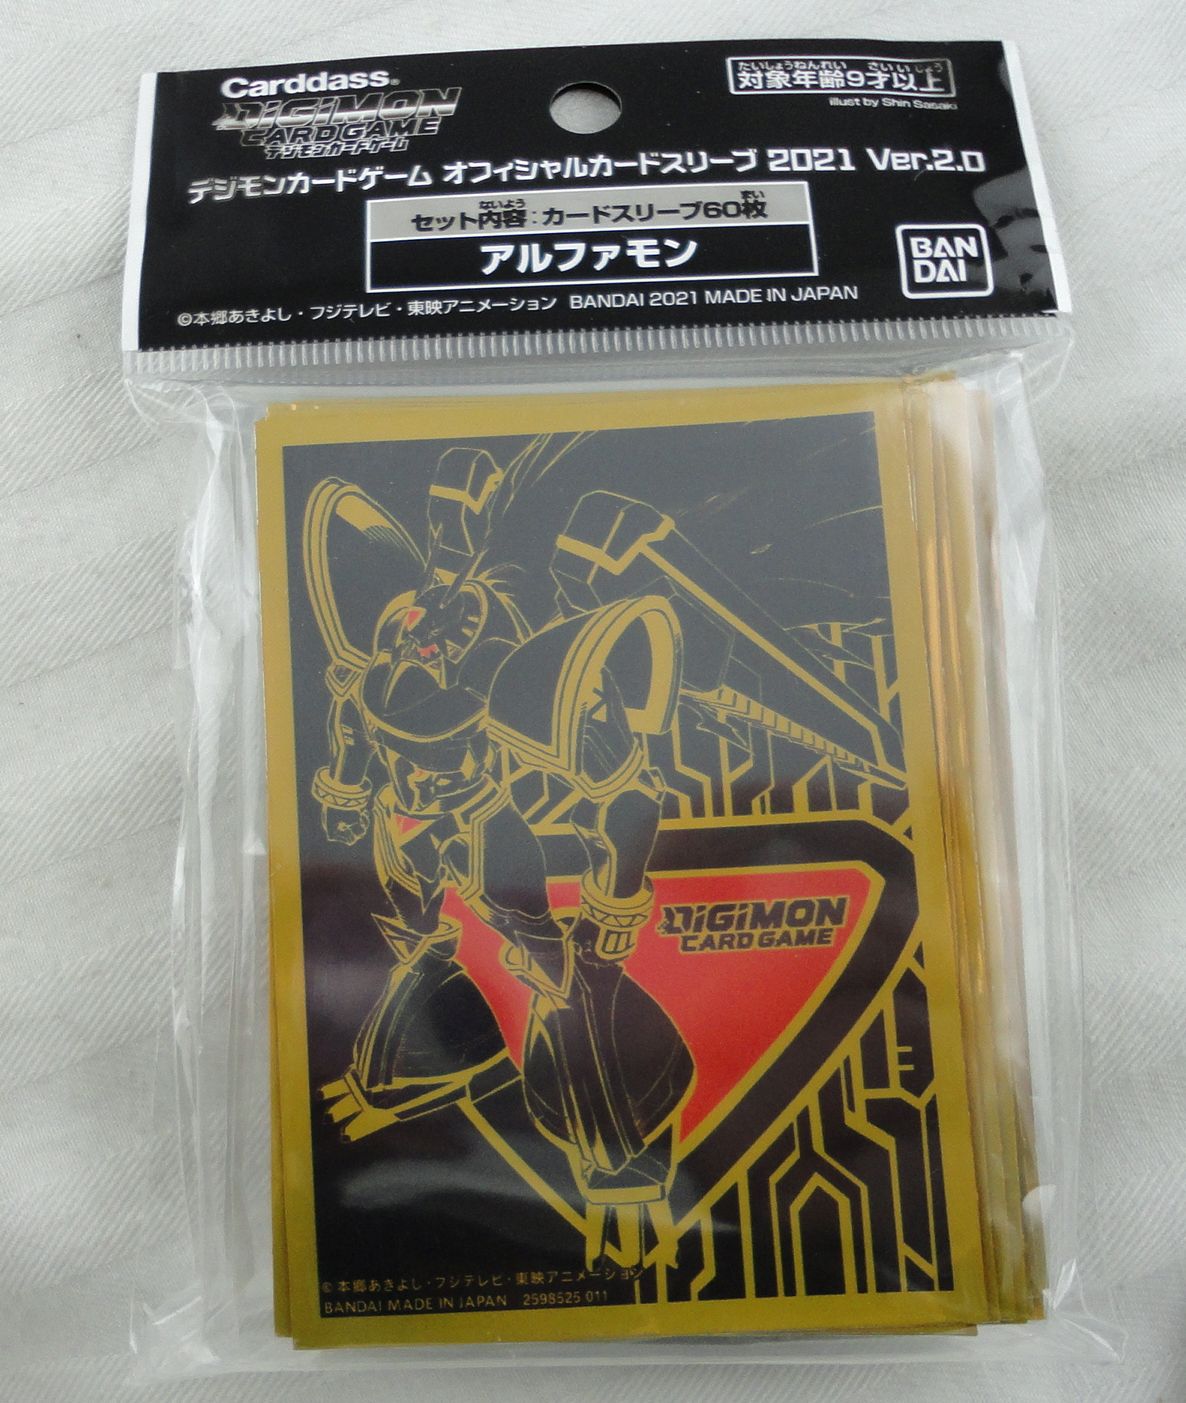 Carddass®
DiGiMON
CARD GAME
デジモンカードゲーム
たいしょうねんれい さいいじょう
対象年齢9才以上
illust by Shin Sasaki
デジモンカードゲーム オフィシャルカードスリーブ 2021 Ver.2.0
ないよう まい
セット内容:カードスリーブ60枚
アルファモン
BAN
DAI
©本郷あきよし・フジテレビ・東映アニメーション BANDAI 2021 MADE IN JAPAN
DiGiMON
CARD GAME
© 本郷あきよし・フジテレビ・東映アニメーション
BANDAI MADE IN JAPAN 2598525 011